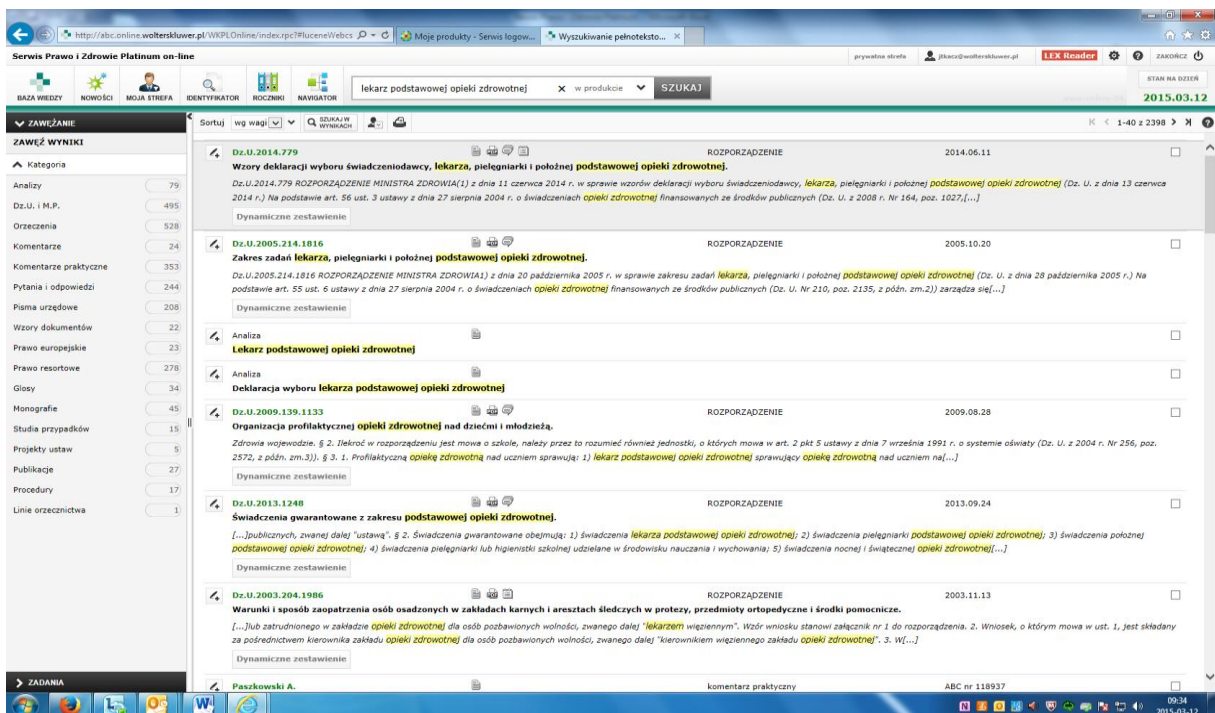 http://abc.online.wolterskluwer.pl/WKPLOnline/index.rpc?#luceneWebcs
Moje produkty - Serwis logow...
Wyszukiwanie pełnoteksto...
Serwis Prawo i Zdrowie Platinum on-line
prywatna strefa
jtkacz@wolterskluwer.pl
LEX Reader
ZAKOŃCZ
BAZA WIEDZY
NOWOŚCI
MOJA STREFA
IDENTYFIKATOR
ROCZNIKI
NAWIGATOR
lekarz podstawowej opieki zdrowotnej x w produkcie
SZUKAJ
STAN NA DZIEŃ
2015.03.12
ZAWĘŻANIE
Sortuj wg wagi
SZUKAJ W
WYNIKACH
1-40 z 2398
ZAWĘŹ WYNIKI
Kategoria
Analizy 79
Dz.U. i M.P. 495
Orzeczenia 528
Komentarze 24
Komentarze praktyczne 353
Pytania i odpowiedzi 244
Pisma urzędowe 208
Wzory dokumentów 22
Prawo europejskie 23
Prawo resortowe 278
Glosy 34
Monografie 45
Studia przypadków 15
Projekty ustaw 5
Publikacje 27
Procedury 17
Linie orzecznictwa 1
Dz.U.2014.779 ROZPORZĄDZENIE 2014.06.11
Wzory deklaracji wyboru świadczeniodawcy, lekarza, pielęgniarki i położnej podstawowej opieki zdrowotnej.
Dz.U.2014.779 ROZPORZĄDZENIE MINISTRA ZDROWIA(1) z dnia 11 czerwca 2014 r. w sprawie wzorów deklaracji wyboru świadczeniodawcy, lekarza, pielęgniarki i położnej podstawowej opieki zdrowotnej (Dz. U. z dnia 13 czerwca
2014 r.) Na podstawie art. 56 ust. 3 ustawy z dnia 27 sierpnia 2004 r. o świadczeniach opieki zdrowotnej finansowanych ze środków publicznych (Dz. U. z 2008 r. Nr 164, poz. 1027,[...]
Dynamiczne zestawienie
Dz.U.2005.214.1816 ROZPORZĄDZENIE 2005.10.20
Zakres zadań lekarza, pielęgniarki i położnej podstawowej opieki zdrowotnej.
Dz.U.2005.214.1816 ROZPORZĄDZENIE MINISTRA ZDROWIA1) z dnia 20 października 2005 r. w sprawie zakresu zadań lekarza, pielęgniarki i położnej podstawowej opieki zdrowotnej (Dz. U. z dnia 28 października 2005 r.) Na
podstawie art. 55 ust. 6 ustawy z dnia 27 sierpnia 2004 r. o świadczeniach opieki zdrowotnej finansowanych ze środków publicznych (Dz. U. Nr 210, poz. 2135, z późn. zm.2)) zarządza się[...]
Dynamiczne zestawienie
Analiza
Lekarz podstawowej opieki zdrowotnej
Analiza
Deklaracja wyboru lekarza podstawowej opieki zdrowotnej
Dz.U.2009.139.1133 ROZPORZĄDZENIE 2009.08.28
Organizacja profilaktycznej opieki zdrowotnej nad dziećmi i młodzieżą.
Zdrowia wojewodzie. § 2. Ilekroć w rozporządzeniu jest mowa o szkole, należy przez to rozumieć również jednostki, o których mowa w art. 2 pkt 5 ustawy z dnia 7 września 1991 r. o systemie oświaty (Dz. U. z 2004 r. Nr 256, poz.
2572, z późn. zm.3)). § 3. 1. Profilaktyczną opiekę zdrowotną nad uczniem sprawują: 1) lekarz podstawowej opieki zdrowotnej sprawujący opiekę zdrowotną nad uczniem na[...]
Dynamiczne zestawienie
Dz.U.2013.1248 ROZPORZĄDZENIE 2013.09.24
Świadczenia gwarantowane z zakresu podstawowej opieki zdrowotnej.
[...]publicznych, zwanej dalej "ustawą". § 2. Świadczenia gwarantowane obejmują: 1) świadczenia lekarza podstawowej opieki zdrowotnej; 2) świadczenia pielęgniarki podstawowej opieki zdrowotnej; 3) świadczenia położnej
podstawowej opieki zdrowotnej; 4) świadczenia pielęgniarki lub higienistki szkolnej udzielane w środowisku nauczania i wychowania; 5) świadczenia nocnej i świątecznej opieki zdrowotnej[...]
Dynamiczne zestawienie
Dz.U.2003.204.1986 ROZPORZĄDZENIE 2003.11.13
Warunki i sposób zaopatrzenia osób osadzonych w zakładach karnych i aresztach śledczych w protezy, przedmioty ortopedyczne i środki pomocnicze.
[...]lub zatrudnionego w zakładzie opieki zdrowotnej dla osób pozbawionych wolności, zwanego dalej "lekarzem więziennym". Wzór wniosku stanowi załącznik nr 1 do rozporządzenia. 2. Wniosek, o którym mowa w ust. 1, jest składany
za pośrednictwem kierownika zakładu opieki zdrowotnej dla osób pozbawionych wolności, zwanego dalej "kierownikiem więziennego zakładu opieki zdrowotnej". 3. W[...]
Dynamiczne zestawienie
Paszkowski A. komentarz praktyczny ABC nr 118937
ZADANIA
09:34
2015-03-12